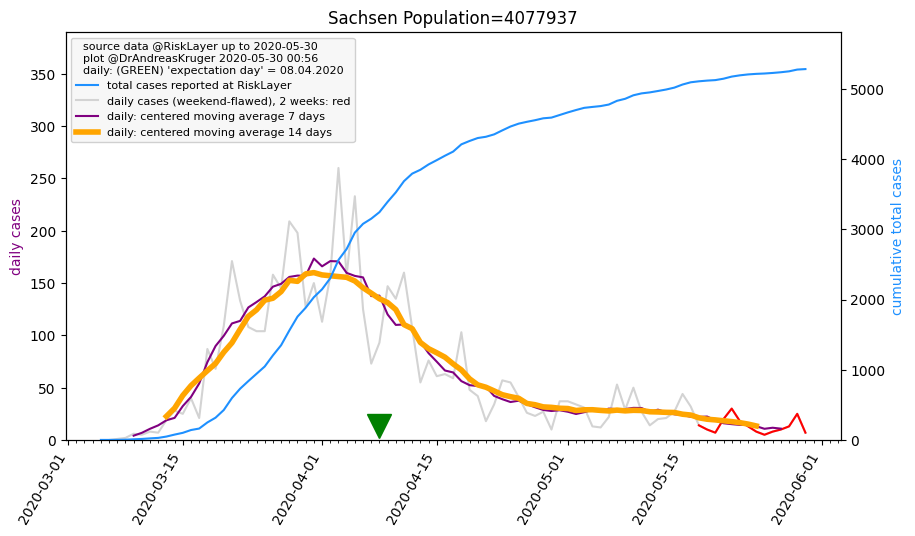 Sachsen Population=4077937
source data @RiskLayer up to 2020-05-30
plot @DrAndreasKruger 2020-05-30 00:56
daily: (GREEN) 'expectation day' = 08.04.2020
total cases reported at RiskLayer
daily cases (weekend-flawed), 2 weeks: red
daily: centered moving average 7 days
daily: centered moving average 14 days
daily cases
350
300
250
200
150
100
50
0
cumulative total cases
5000
4000
3000
2000
1000
0
2020-03-01
2020-03-15
2020-04-01
2020-04-15
2020-05-01
2020-05-15
2020-06-01